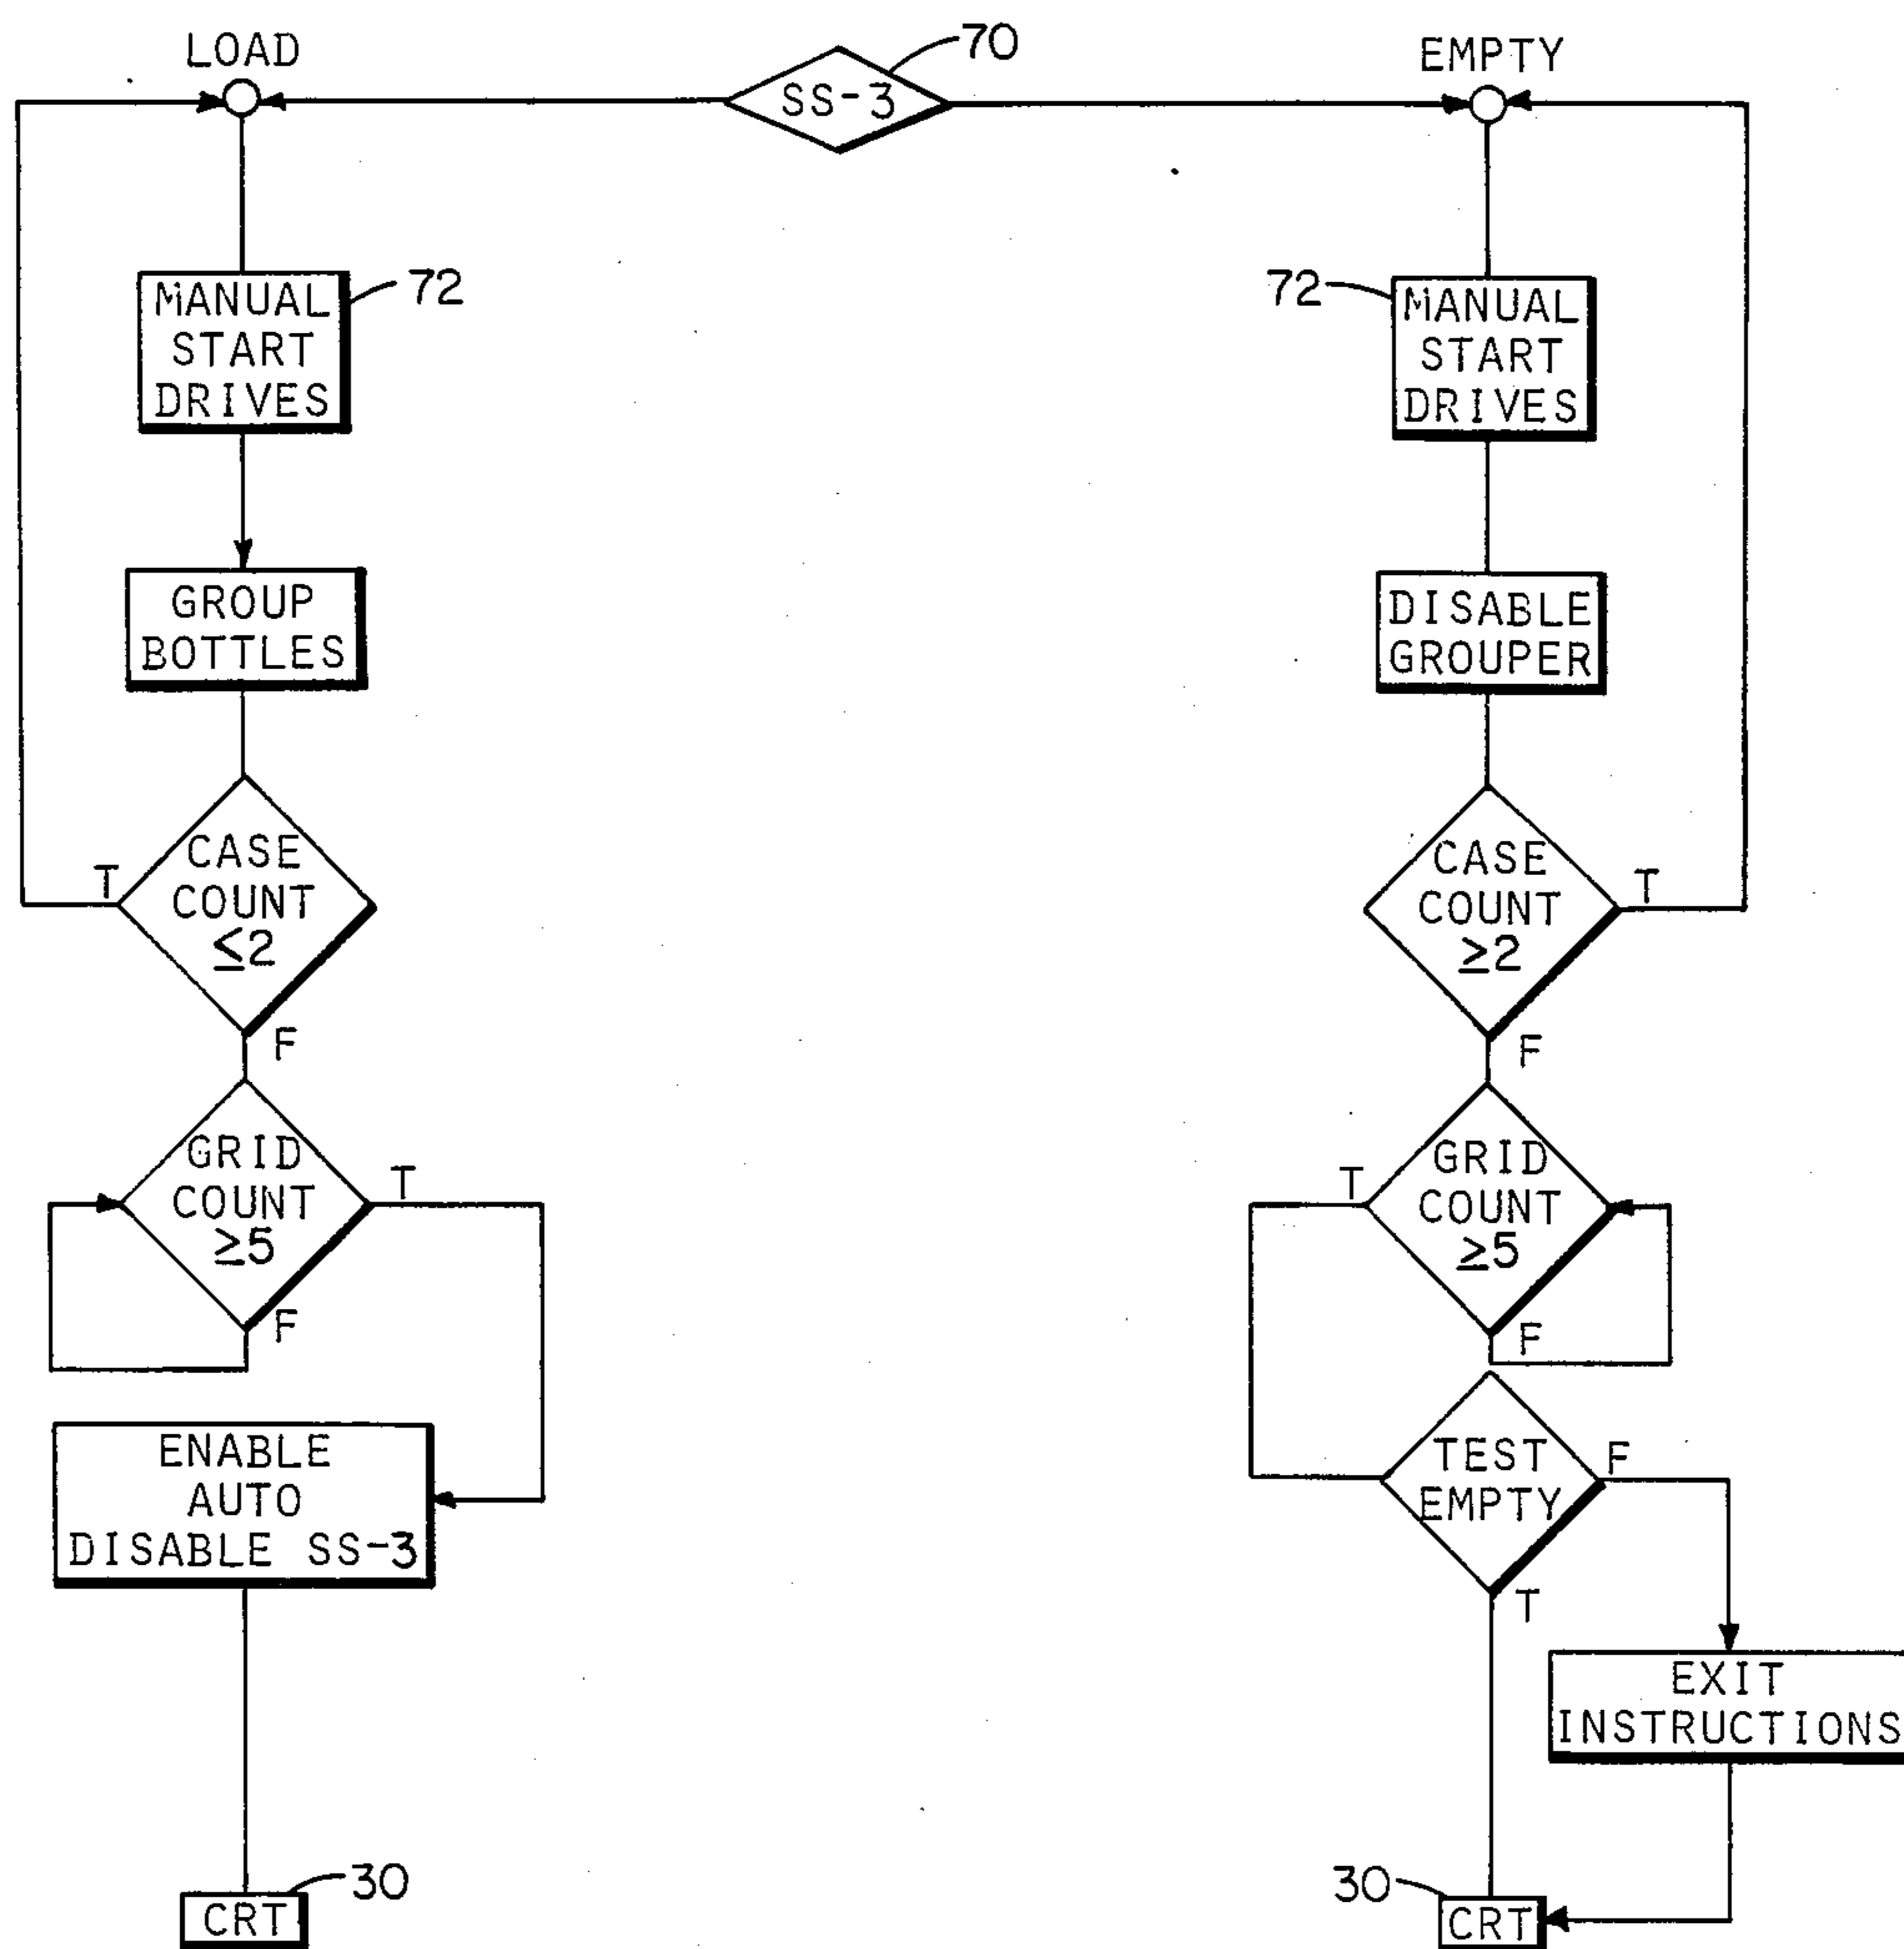 LOAD
70
SS-3
EMPTY
MANUAL
START
DRIVES
72
GROUP
BOTTLES
CASE
COUNT
≤2
T
F
GRID
COUNT
≥5
T
F
ENABLE
AUTO
DISABLE SS-3
30
CRT
72
MANUAL
START
DRIVES
DISABLE
GROUPER
CASE
COUNT
≥2
T
F
GRID
COUNT
≥5
T
F
TEST
EMPTY
F
T
EXIT
INSTRUCTIONS
30
CRT